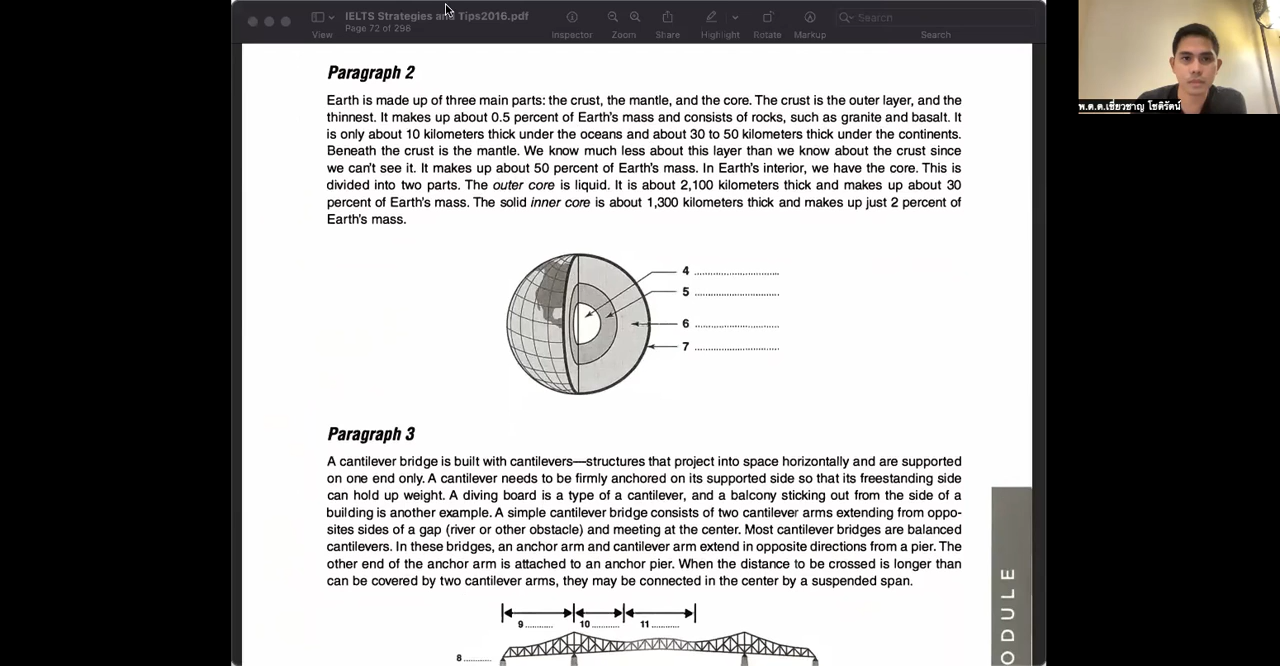 IELTS Strategies and Tips2016.pdf
Page 72 of 296
View
Inspector
Zoom
Share
Highlight
Rotate
Markup
Search
Search
พ.ต.ต.เชี่ยวชาญ โชติรัตน์
Paragraph 2
Earth is made up of three main parts: the crust, the mantle, and the core. The crust is the outer layer, and the
thinnest. It makes up about 0.5 percent of Earth's mass and consists of rocks, such as granite and basalt. It
is only about 10 kilometers thick under the oceans and about 30 to 50 kilometers thick under the continents.
Beneath the crust is the mantle. We know much less about this layer than we know about the crust since
we can't see it. It makes up about 50 percent of Earth's mass. In Earth's interior, we have the core. This is
divided into two parts. The outer core is liquid. It is about 2,100 kilometers thick and makes up about 30
percent of Earth's mass. The solid inner core is about 1,300 kilometers thick and makes up just 2 percent of
Earth's mass.
4 ............................
5 ............................
6 ............................
7 ............................
Paragraph 3
A cantilever bridge is built with cantilevers—structures that project into space horizontally and are supported
on one end only. A cantilever needs to be firmly anchored on its supported side so that its freestanding side
can hold up weight. A diving board is a type of a cantilever, and a balcony sticking out from the side of a
building is another example. A simple cantilever bridge consists of two cantilever arms extending from oppo-
sites sides of a gap (river or other obstacle) and meeting at the center. Most cantilever bridges are balanced
cantilevers. In these bridges, an anchor arm and cantilever arm extend in opposite directions from a pier. The
other end of the anchor arm is attached to an anchor pier. When the distance to be crossed is longer than
can be covered by two cantilever arms, they may be connected in the center by a suspended span.
9 ............
10 ............
11 ............
8 ............
ODULE